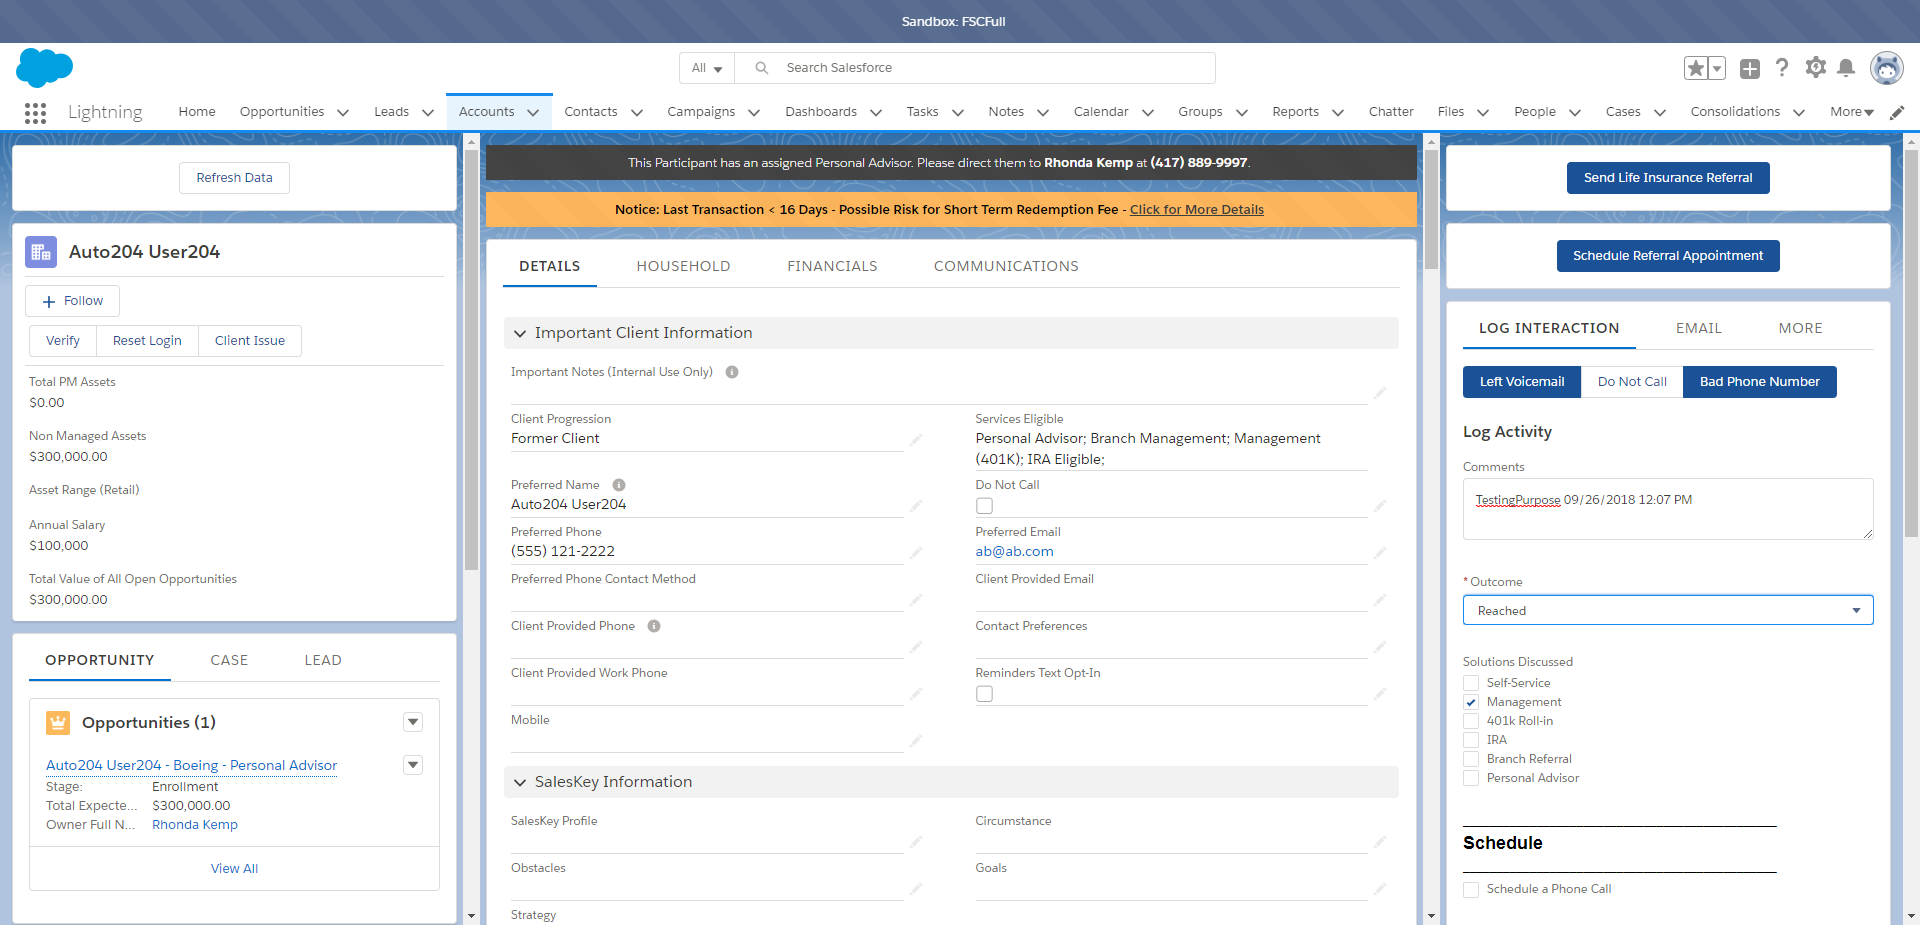 Sandbox: FSCFull
All
Search Salesforce
Lightning
Home
Opportunities
Leads
Accounts
Contacts
Campaigns
Dashboards
Tasks
Notes
Calendar
Groups
Reports
Chatter
Files
People
Cases
Consolidations
More
Refresh Data
Auto204 User204
Follow
Verify
Reset Login
Client Issue
Total PM Assets
$0.00
Non Managed Assets
$300,000.00
Asset Range (Retail)
Annual Salary
$100,000
Total Value of All Open Opportunities
$300,000.00
OPPORTUNITY
CASE
LEAD
Opportunities (1)
Auto204 User204 - Boeing - Personal Advisor
Stage: Enrollment
Total Expecte... $300,000.00
Owner Full N... Rhonda Kemp
View All
This Participant has an assigned Personal Advisor. Please direct them to Rhonda Kemp at (417) 889-9997.
Notice: Last Transaction < 16 Days - Possible Risk for Short Term Redemption Fee - Click for More Details
DETAILS
HOUSEHOLD
FINANCIALS
COMMUNICATIONS
Important Client Information
Important Notes (Internal Use Only)
Client Progression
Former Client
Services Eligible
Personal Advisor; Branch Management; Management
(401K); IRA Eligible;
Preferred Name
Auto204 User204
Do Not Call
Preferred Phone
(555) 121-2222
Preferred Email
ab@ab.com
Preferred Phone Contact Method
Client Provided Email
Client Provided Phone
Contact Preferences
Client Provided Work Phone
Reminders Text Opt-In
Mobile
SalesKey Information
SalesKey Profile
Circumstance
Obstacles
Goals
Strategy
Send Life Insurance Referral
Schedule Referral Appointment
LOG INTERACTION
EMAIL
MORE
Left Voicemail
Do Not Call
Bad Phone Number
Log Activity
Comments
TestingPurpose 09/26/2018 12:07 PM
* Outcome
Reached
Solutions Discussed
Self-Service
Management
401k Roll-in
IRA
Branch Referral
Personal Advisor
Schedule
Schedule a Phone Call